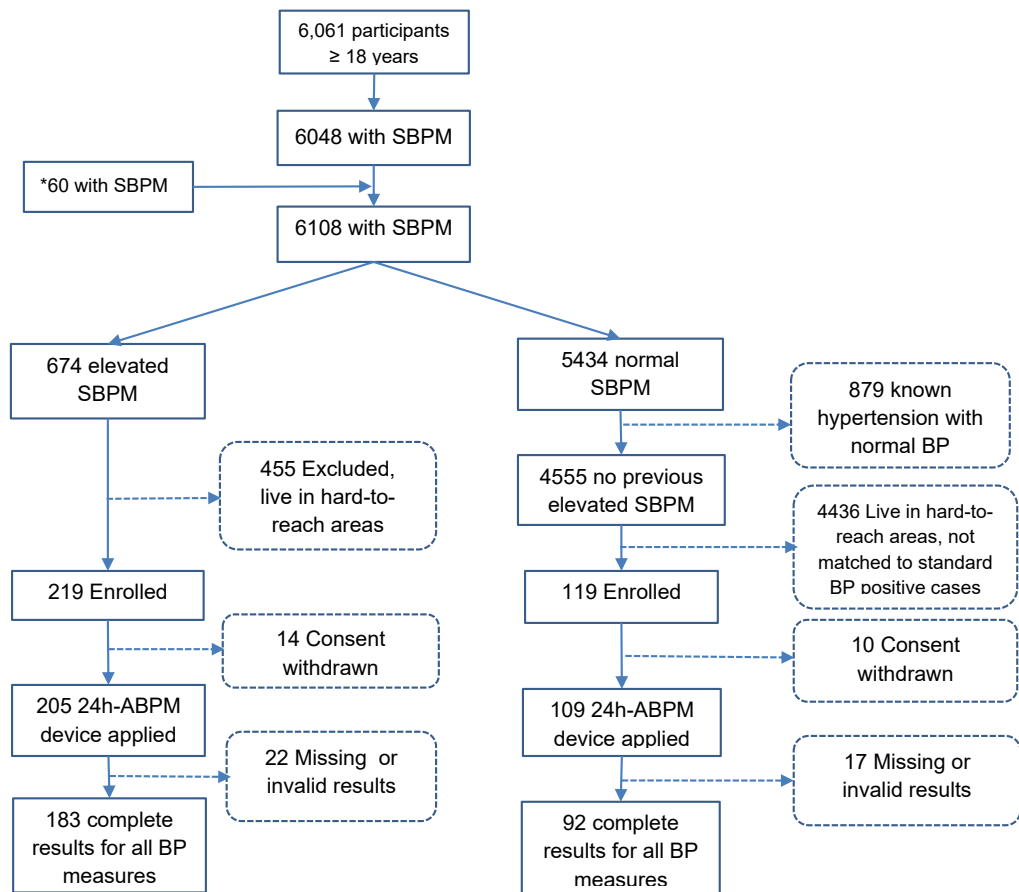 6,061 participants
≥ 18 years
6048 with SBPM
*60 with SBPM
6108 with SBPM
674 elevated
SBPM
5434 normal
SBPM
879 known
hypertension with
normal BP
455 Excluded,
live in hard-to-
reach areas
4555 no previous
elevated SBPM
4436 Live in hard-to-
reach areas, not
matched to standard
BP positive cases
219 Enrolled
119 Enrolled
14 Consent
withdrawn
10 Consent
withdrawn
205 24h-ABPM
device applied
109 24h-ABPM
device applied
22 Missing or
invalid results
17 Missing or
invalid results
183 complete
results for all BP
measures
92 complete
results for all BP
measures